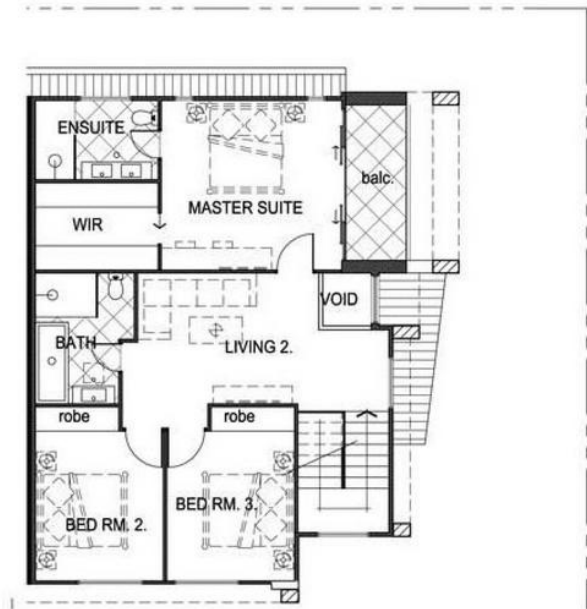 ENSUITE
balc.
MASTER SUITE
WIR
VOID
BATH
LIVING 2.
robe
robe
BED RM. 3.
BED RM. 2.